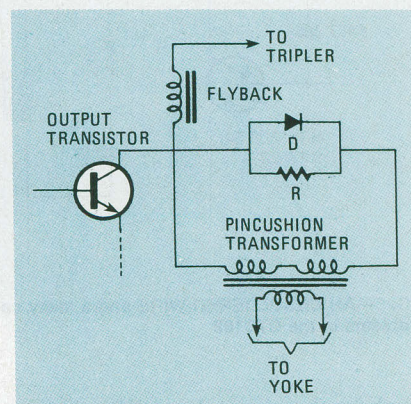 TO
TRIPLER
FLYBACK
OUTPUT
TRANSISTOR
D
R
PINCUSHION
TRANSFORMER
TO
YOKE